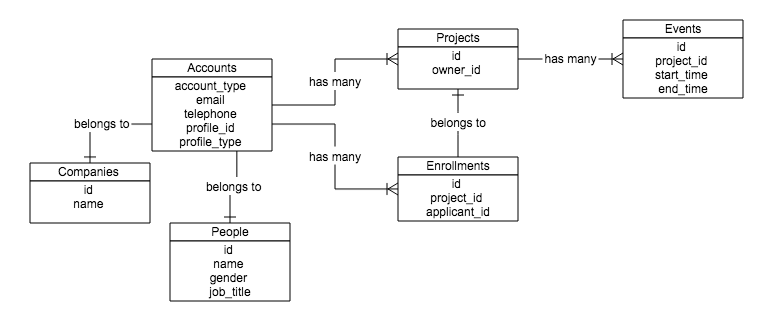 Accounts
account_type
email
telephone
profile_id
profile_type
belongs to
Companies
id
name
belongs to
People
id
name
gender
job_title
has many
has many
Projects
id
owner_id
belongs to
Enrollments
id
project_id
applicant_id
has many
Events
id
project_id
start_time
end_time